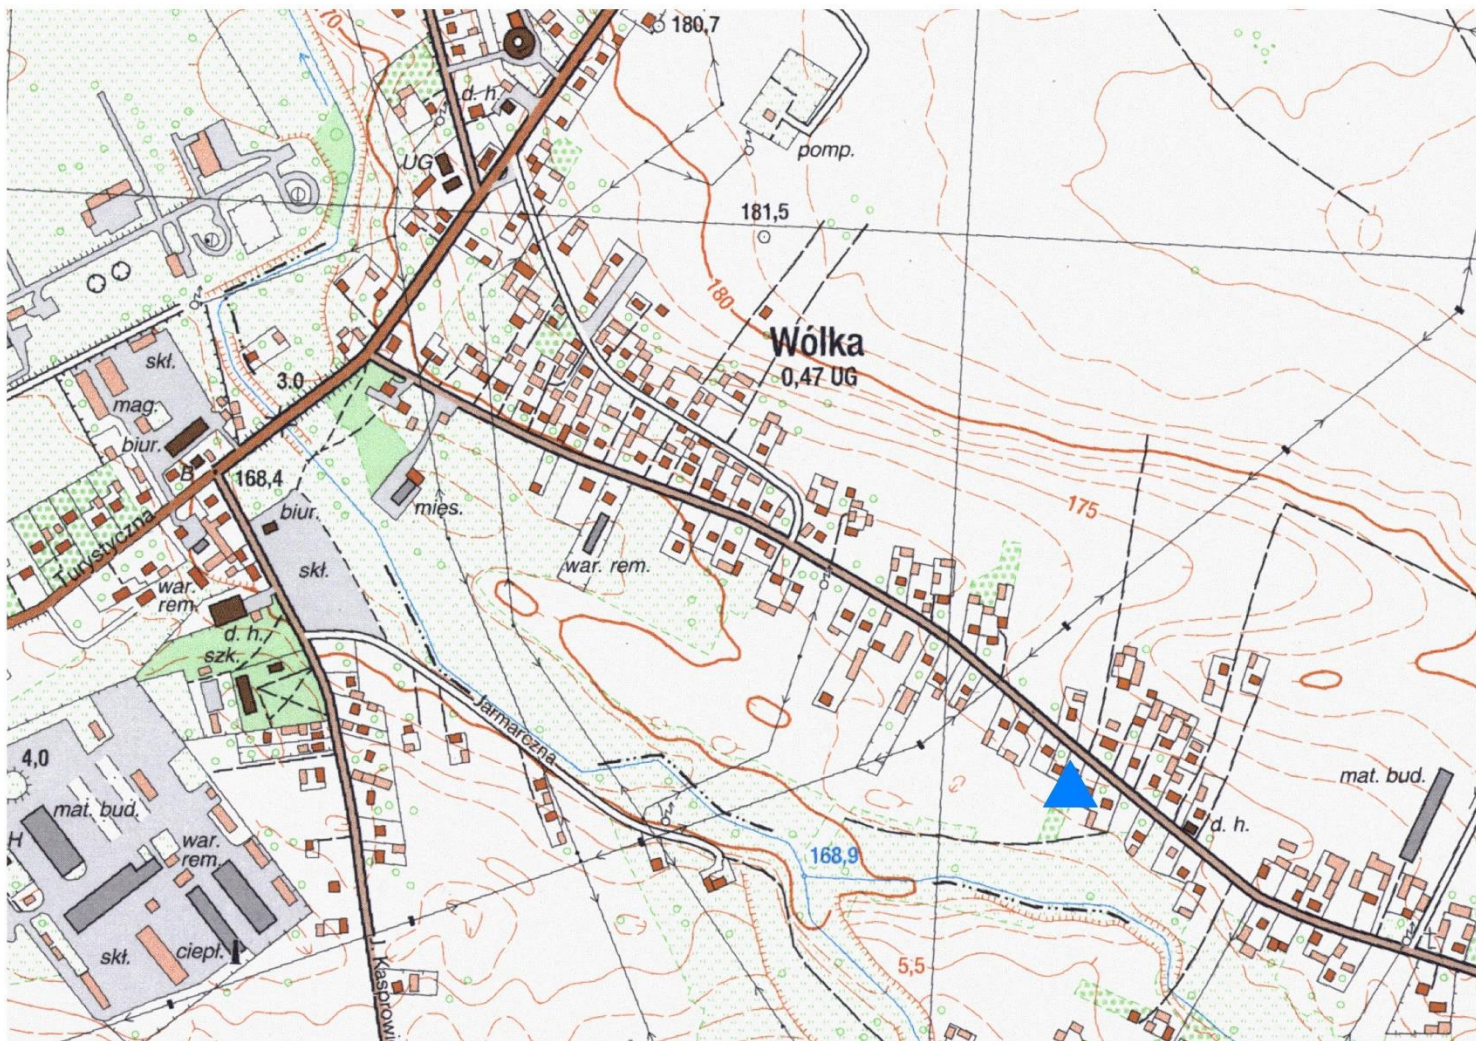 170
180,7
d. h.
UG
pomp.
181,5
180
Wólka
0,47 UG
skł.
3.0
mag.
biur.
B
168,4
biur.
mies.
175
Turystyczna
skł.
war. rem.
war.
rem.
d. h.
szk.
Jarmarczna
4,0
mat. bud.
mat. bud.
d. h.
H
war.
rem.
168,9
skł.
ciepł.
5,5
J. Kasprowi